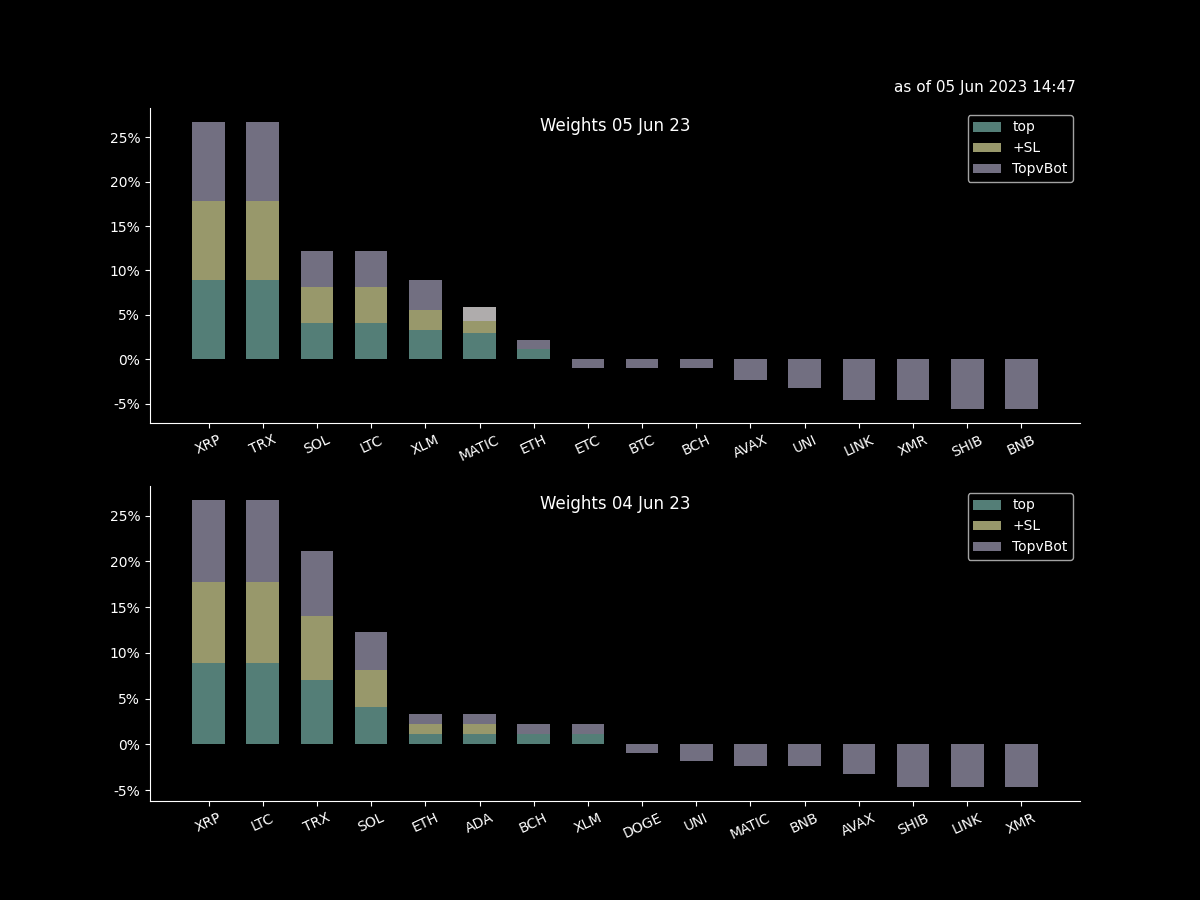 as of 05 Jun 2023 14:47
Weights 05 Jun 23
top
+SL
TopvBot
25%
20%
15%
10%
5%
0%
-5%
XRP TRX SOL LTC XLM MATIC ETH ETC BTC BCH AVAX UNI LINK XMR SHIB BNB
Weights 04 Jun 23
top
+SL
TopvBot
25%
20%
15%
10%
5%
0%
-5%
XRP LTC TRX SOL ETH ADA BCH XLM DOGE UNI MATIC BNB AVAX SHIB LINK XMR